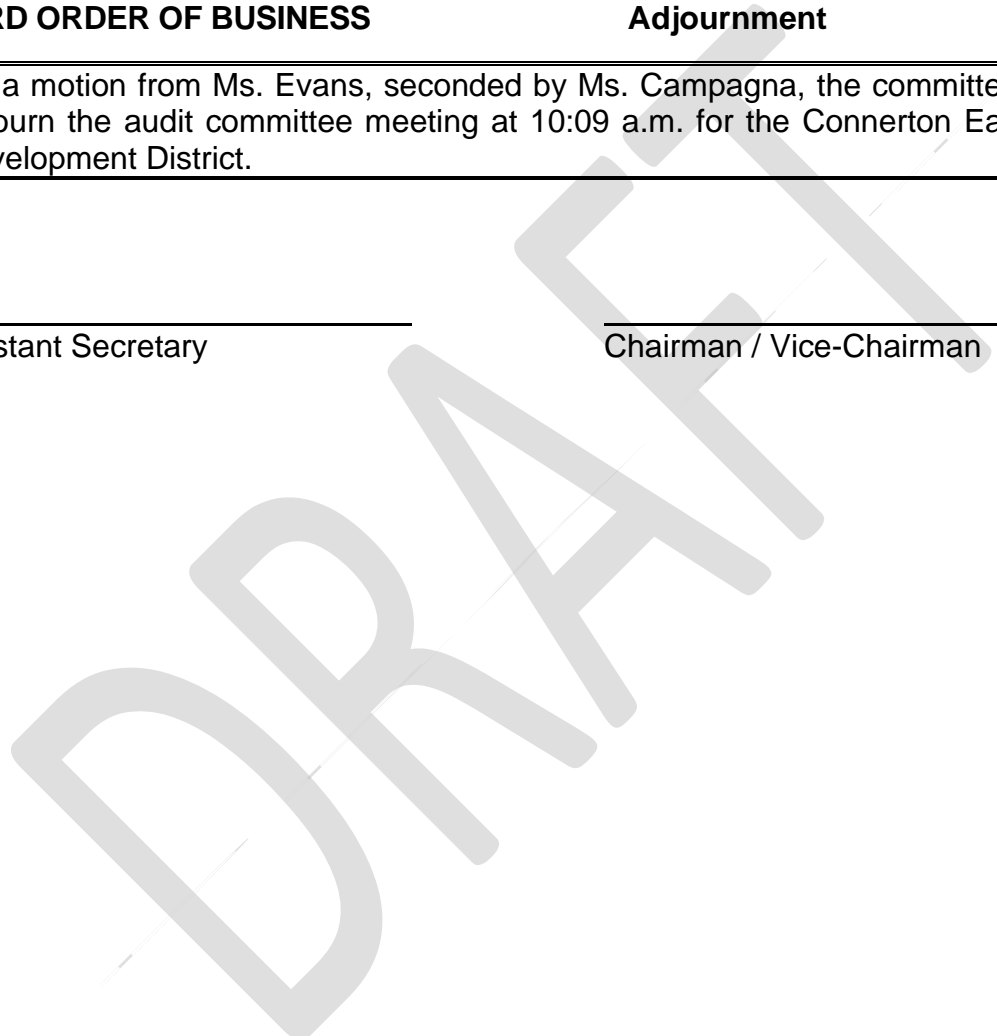 RD ORDER OF BUSINESS Adjournment
a motion from Ms. Evans, seconded by Ms. Campagna, the committe
ourn the audit committee meeting at 10:09 a.m. for the Connerton Ea
velopment District.
stant Secretary Chairman / Vice-Chairman
DRAFT